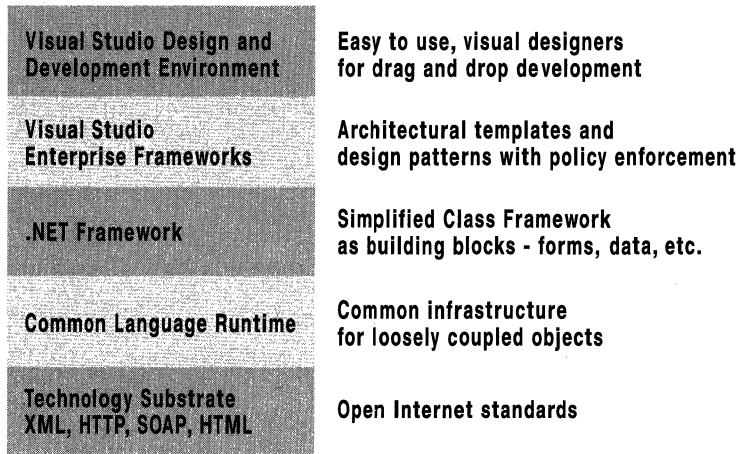 Visual Studio Design and
Development Environment
Easy to use, visual designers
for drag and drop development
Visual Studio
Enterprise Frameworks
Architectural templates and
design patterns with policy enforcement
.NET Framework
Simplified Class Framework
as building blocks - forms, data, etc.
Common Language Runtime
Common infrastructure
for loosely coupled objects
Technology Substrate
XML, HTTP, SOAP, HTML
Open Internet standards